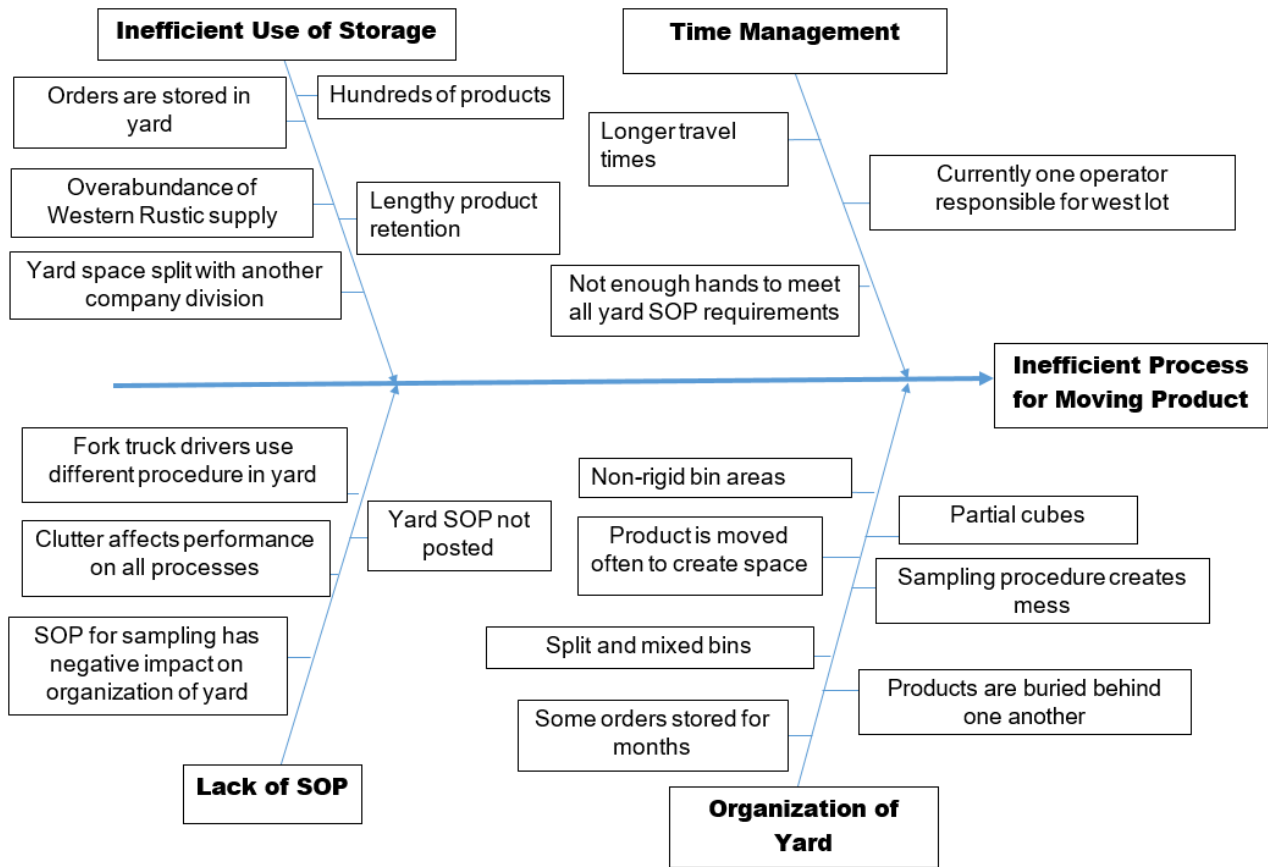 Inefficient Use of Storage
Hundreds of products
Orders are stored in
yard
Overabundance of
Western Rustic supply
Lengthy product
retention
Yard space split with another
company division
Time Management
Longer travel
times
Currently one operator
responsible for west lot
Not enough hands to meet
all yard SOP requirements
Inefficient Process
for Moving Product
Fork truck drivers use
different procedure in yard
Yard SOP not
posted
Clutter affects performance
on all processes
SOP for sampling has
negative impact on
organization of yard
Lack of SOP
Non-rigid bin areas
Partial cubes
Product is moved
often to create space
Sampling procedure creates
mess
Split and mixed bins
Products are buried behind
one another
Some orders stored for
months
Organization of
Yard